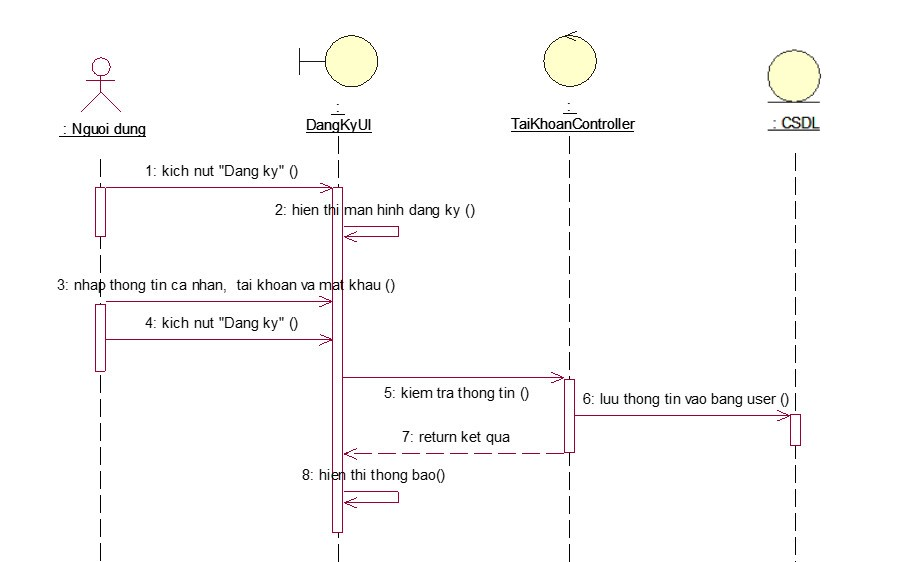 : Nguoi dung
:
DangKyUI
:
TaiKhoanController
: CSDL
1: kich nut "Dang ky" ()
2: hien thi man hinh dang ky ()
3: nhap thong tin ca nhan, tai khoan va mat khau ()
4: kich nut "Dang ky" ()
5: kiem tra thong tin ()
6: luu thong tin vao bang user ()
7: return ket qua
8: hien thi thong bao()